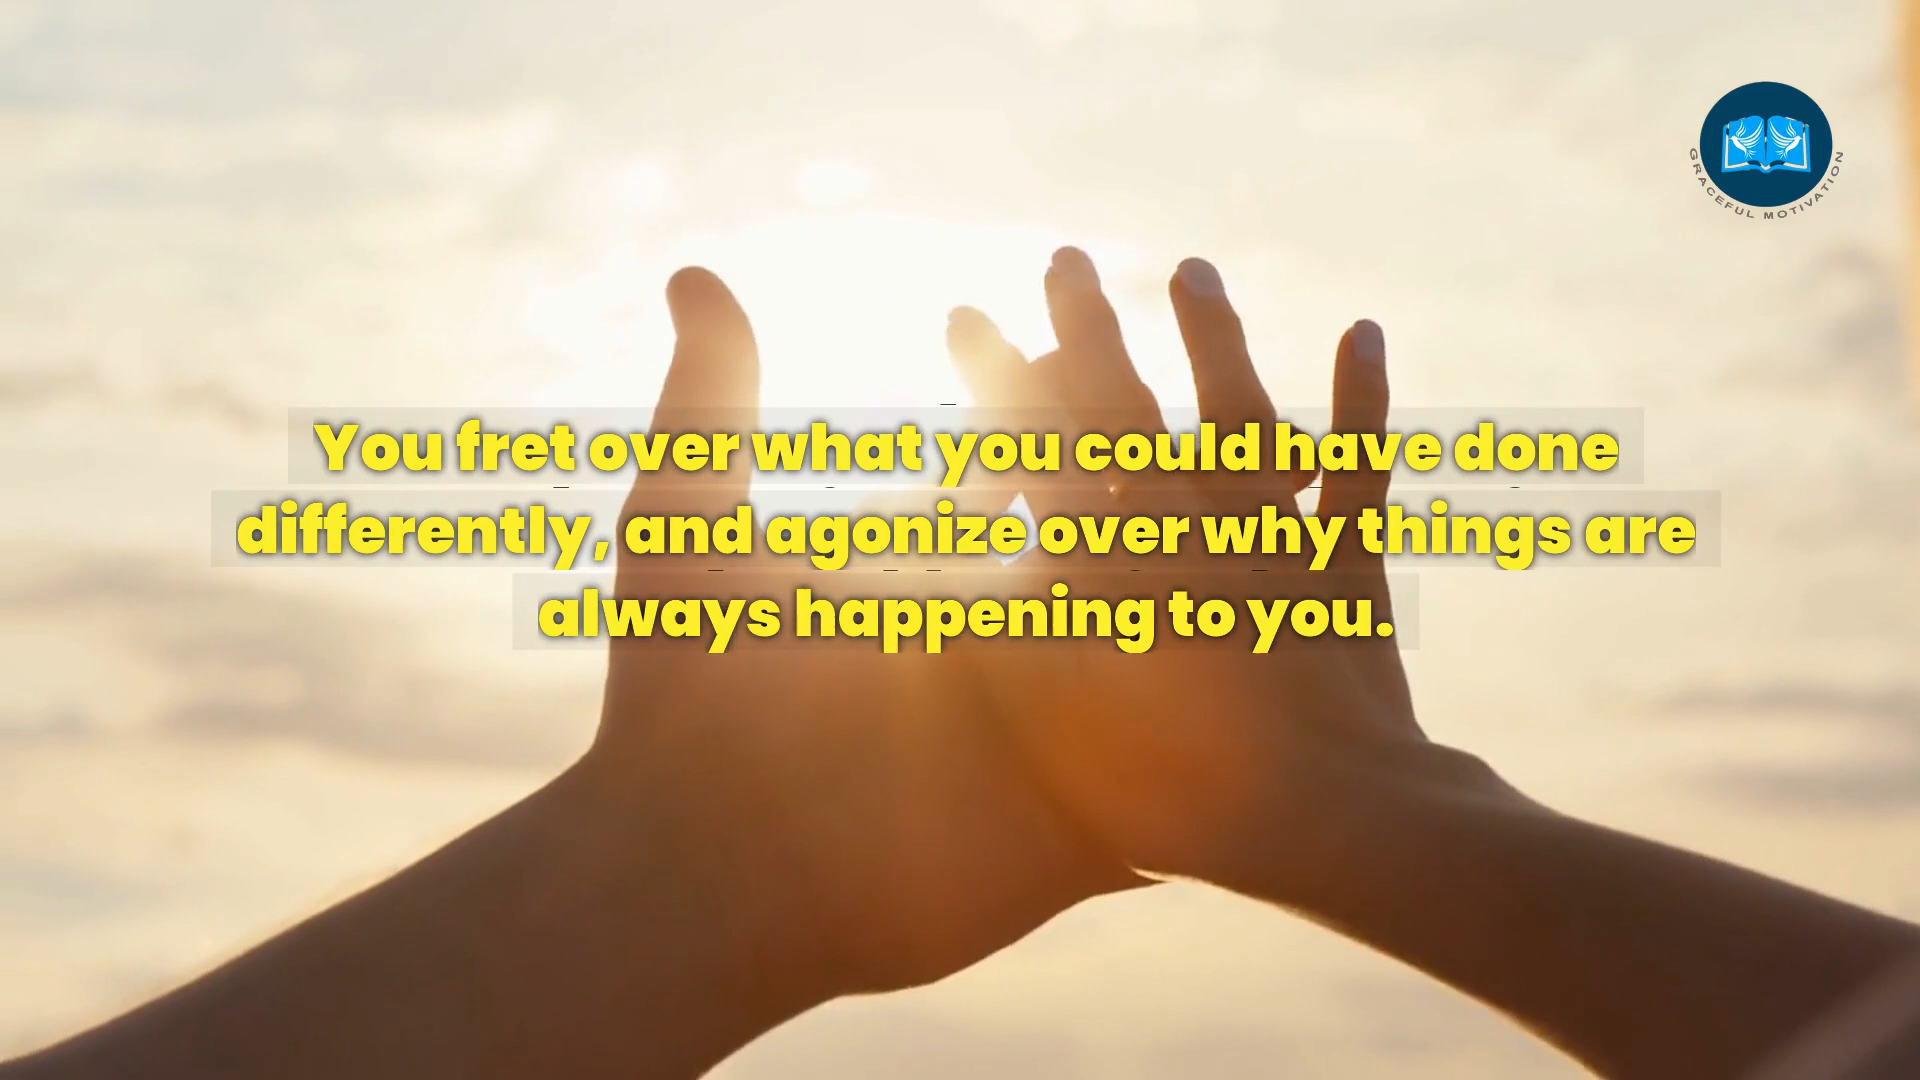 GRACEFUL MOTIVATION
You fret over what you could have done
differently, and agonize over why things are
always happening to you.